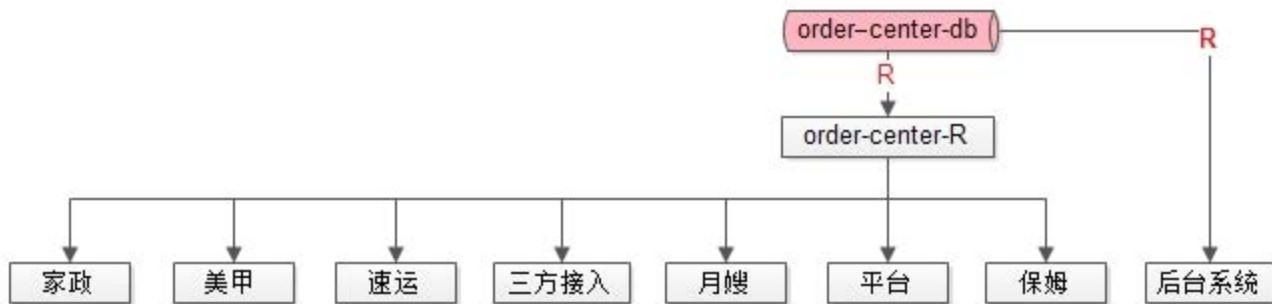 order–center-db
R
R
order-center-R
家政
美甲
速运
三方接入
月嫂
平台
保姆
后台系统